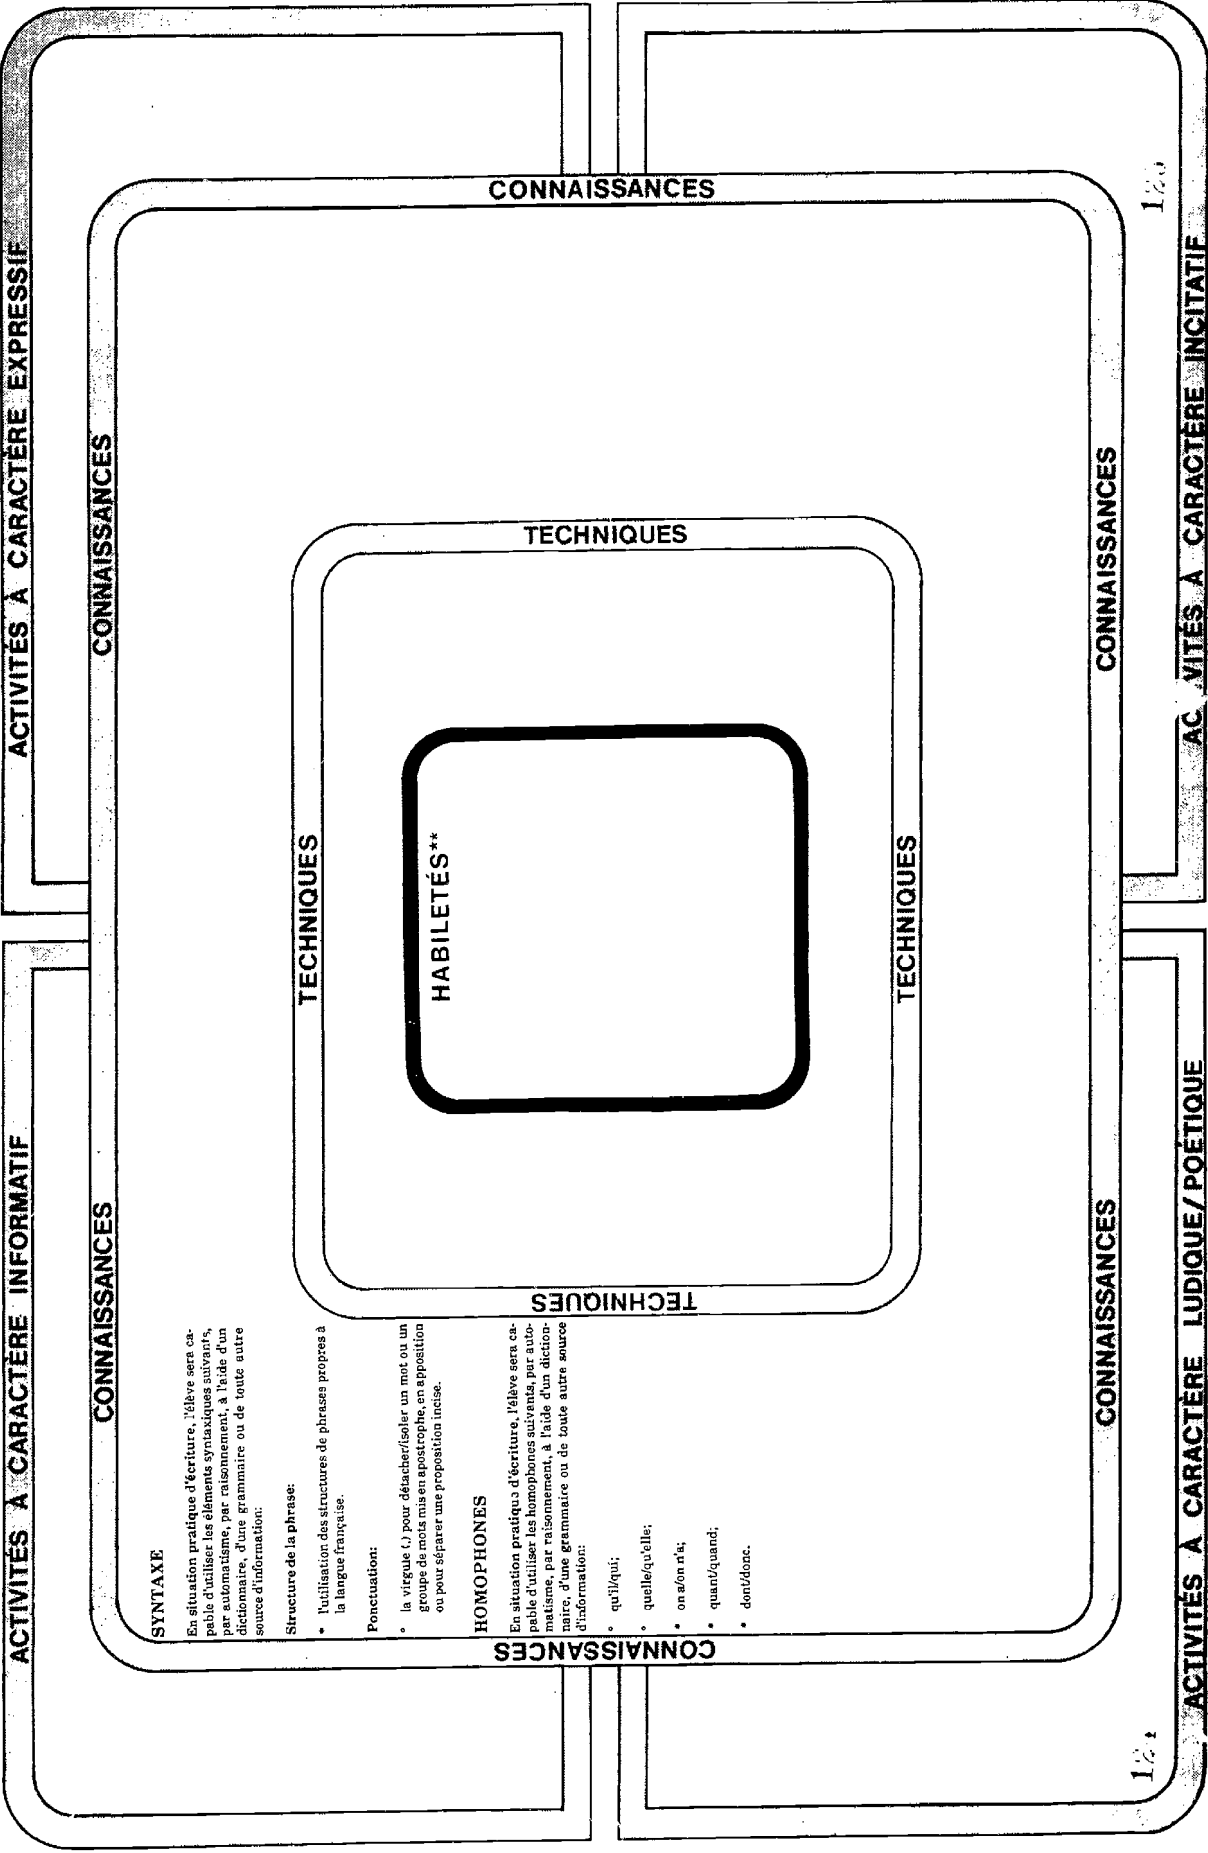 ACTIVITÉS À CARACTÈRE INFORMATIF
ACTIVITÉS À CARACTÈRE EXPRESSIF
CONNAISSANCES
CONNAISSANCES
CONNAISSANCES
SYNTAXE
En situation pratique d'écriture, l'élève sera ca-
pable d'utiliser les éléments syntaxiques suivants,
par automatisme, par raisonnement, à l'aide d'un
dictionnaire, d'une grammaire ou de toute autre
source d'information:
Structure de la phrase:
• l'utilisation des structures de phrases propres à
la langue française.
Ponctuation:
• la virgule (,) pour détacher/isoler un mot ou un
groupe de mots mis en apostrophe, en apposition
ou pour séparer une proposition incise.
HOMOPHONES
En situation pratique d'écriture, l'élève sera ca-
pable d'utiliser les homophones suivants, par auto-
matisme, par raisonnement, à l'aide d'un diction-
naire, d'une grammaire ou de toute autre source
d'information:
• qu'il/qui;
• quelle/qu'elle;
• on a/on n'a;
• quant/quand;
• dont/donc.
TECHNIQUES
TECHNIQUES
HABILETÉS**
TECHNIQUES
TECHNIQUES
CONNAISSANCES
CONNAISSANCES
CONNAISSANCES
ACTIVITÉS À CARACTÈRE LUDIQUE/POÉTIQUE
AC VITÉS À CARACTÈRE INCITATIF